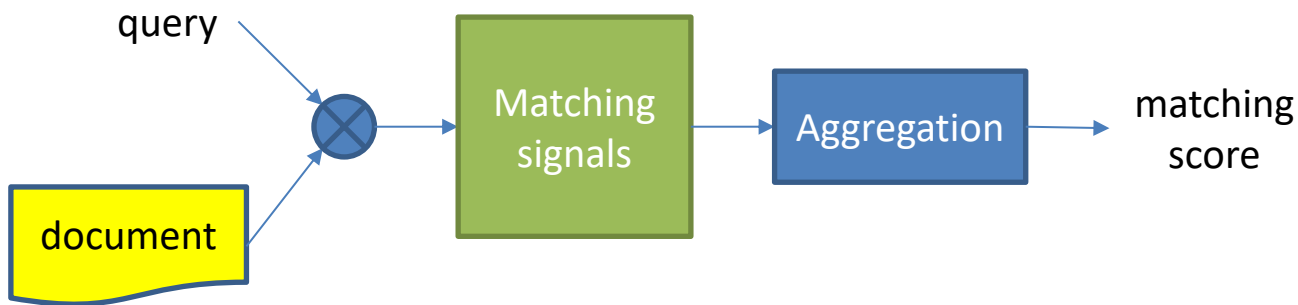 query
document
Matching
signals
Aggregation
matching
score